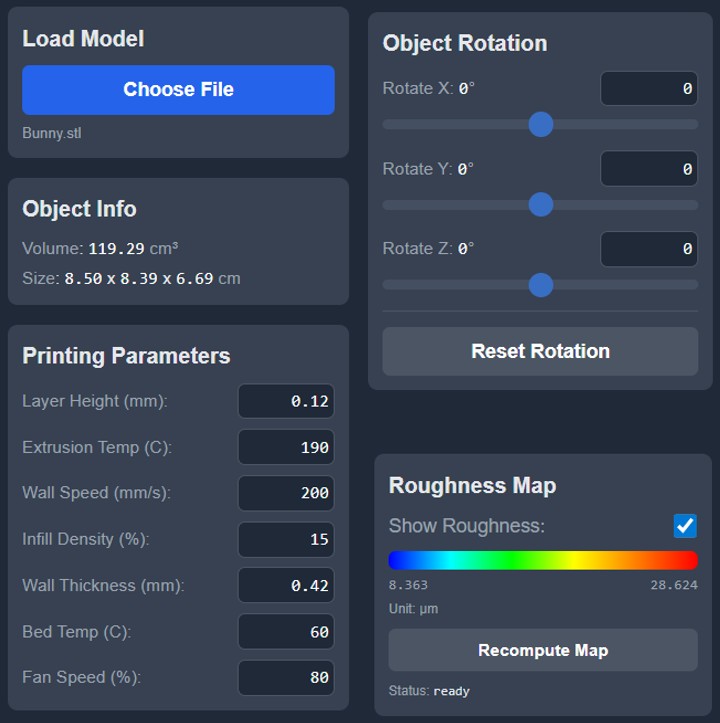 Load Model
Choose File
Bunny.stl
Object Info
Volume: 119.29 cm³
Size: 8.50 x 8.39 x 6.69 cm
Printing Parameters
Layer Height (mm): 0.12
Extrusion Temp (C): 190
Wall Speed (mm/s): 200
Infill Density (%): 15
Wall Thickness (mm): 0.42
Bed Temp (C): 60
Fan Speed (%): 80
Object Rotation
Rotate X: 0° 0
Rotate Y: 0° 0
Rotate Z: 0° 0
Reset Rotation
Roughness Map
Show Roughness:
8.363 28.624
Unit: μm
Recompute Map
Status: ready